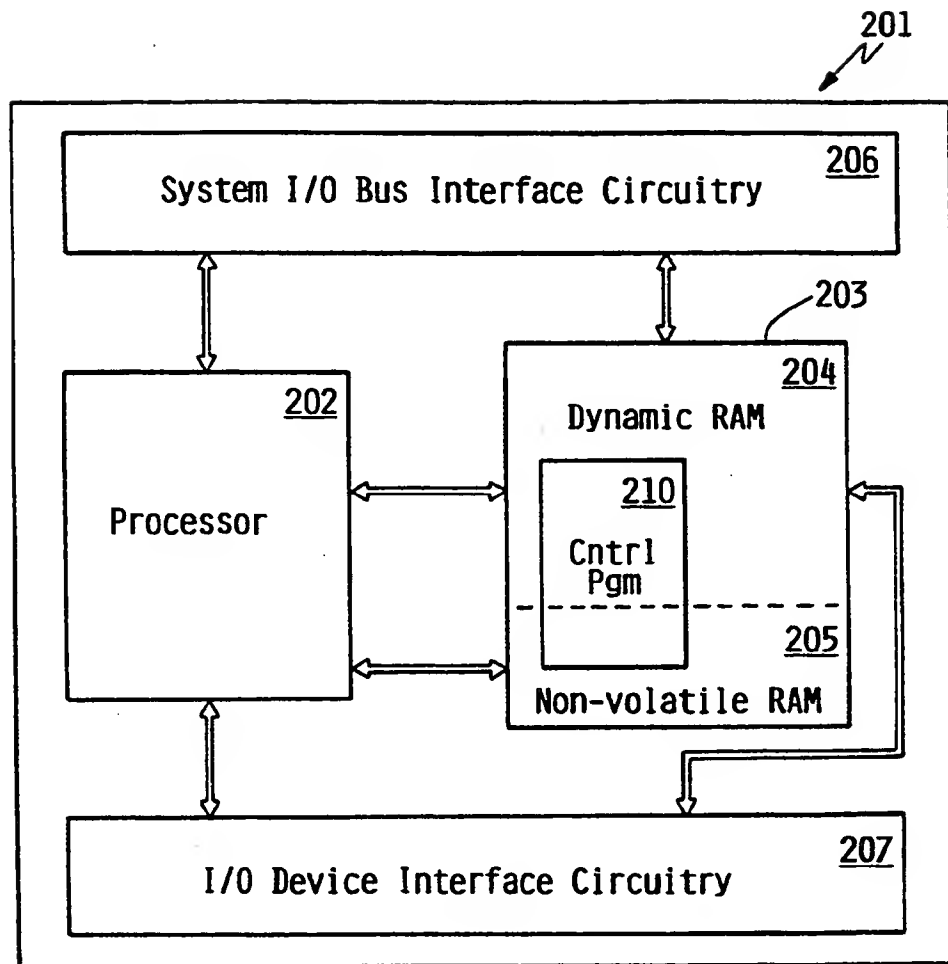 201
206
System I/O Bus Interface Circuitry
203
202
204
Dynamic RAM
210
Processor
Cntrl
Pgm
205
Non-volatile RAM
207
I/O Device Interface Circuitry